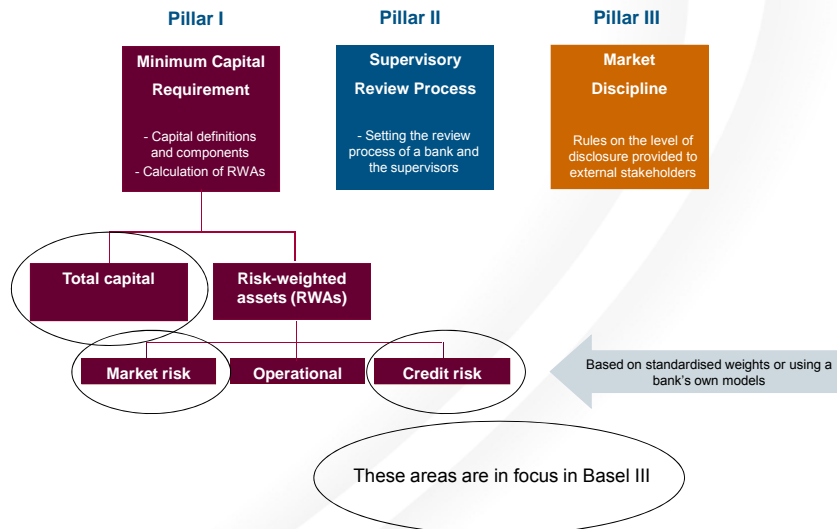 Pillar I
Pillar II
Pillar III
Minimum Capital
Requirement
- Capital definitions
and components
- Calculation of RWAs
Supervisory
Review Process
- Setting the review
process of a bank and
the supervisors
Market
Discipline
Rules on the level of
disclosure provided to
external stakeholders
Total capital
Risk-weighted
assets (RWAs)
Market risk
Operational
Credit risk
Based on standardised weights or using a
bank's own models
These areas are in focus in Basel III